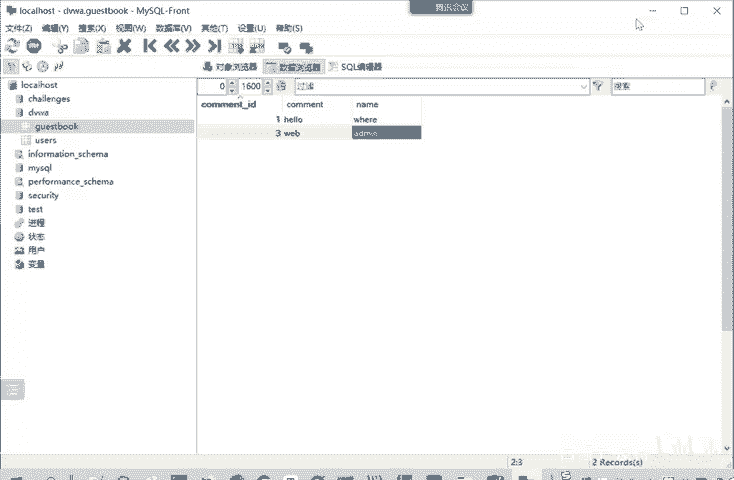 localhost - dvwa.guestbook - MySQL-Front
腾讯会议
文件(Z) 编辑(Y) 搜索(X) 视图(W) 数据库(V) 其他(T) 设置(U) 帮助(S)
对象浏览器 数据浏览器 SQL编辑器
localhost
0 1600 过滤 搜索
challenges
comment_id comment name
dvwa
guestbook
1 hello where
users
3 web admin
information_schema
mysql
performance_schema
security
test
进程
状态
用户
变量
2:3 2 Records(s)